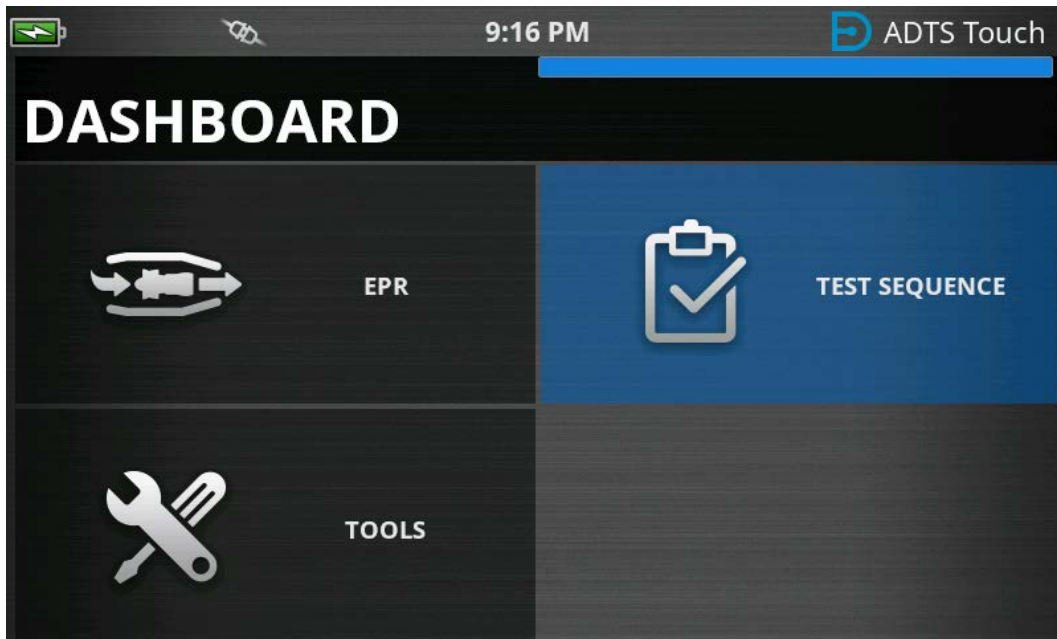 9:16 PM ADTS Touch
DASHBOARD
EPR
TEST SEQUENCE
TOOLS